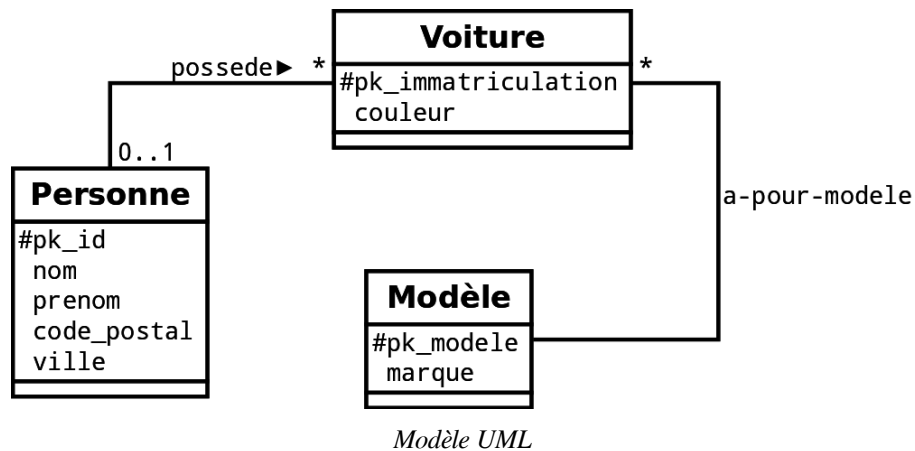 Voiture
possede► *
*
#pk_immatriculation
couleur
0..1
Personne
a-pour-modele
#pk_id
nom
prenom
code_postal
ville
Modèle
#pk_modele
marque
Modèle UML